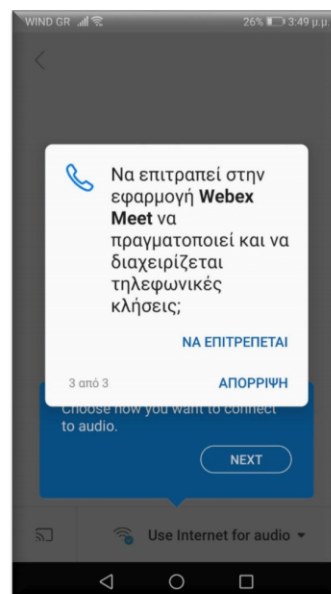 WIND GR 26% 3:49 μ.μ.
Να επιτραπεί στην
εφαρμογή Webex
Meet να
πραγματοποιεί και να
διαχειρίζεται
τηλεφωνικές
κλήσεις;
ΝΑ ΕΠΙΤΡΕΠΕΤΑΙ
3 από 3 ΑΠΟΡΡΙΨΗ
Choose how you want to connect
to audio.
NEXT
Use Internet for audio